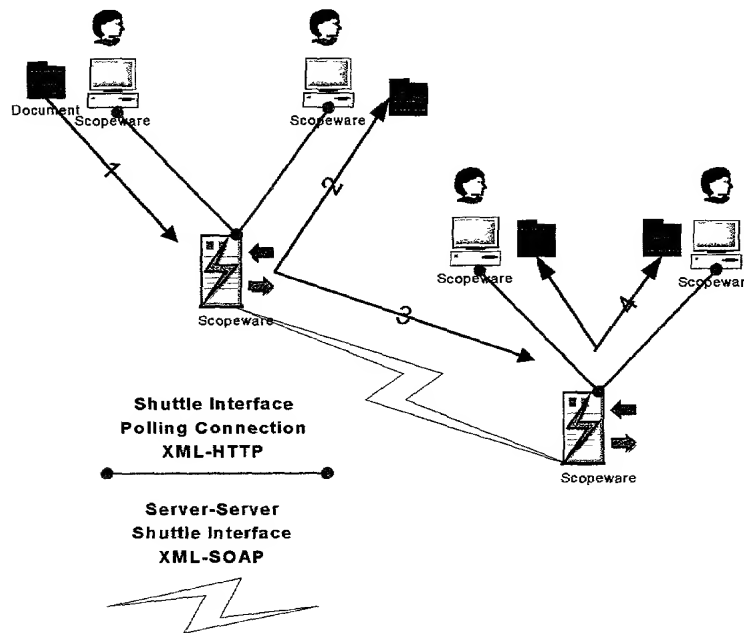 Document
Scopeware
Scopeware
1
2
Scopeware
Scopeware
4
Scopeware
3
Shuttle Interface
Polling Connection
XML-HTTP
Scopeware
Server-Server
Shuttle Interface
XML-SOAP